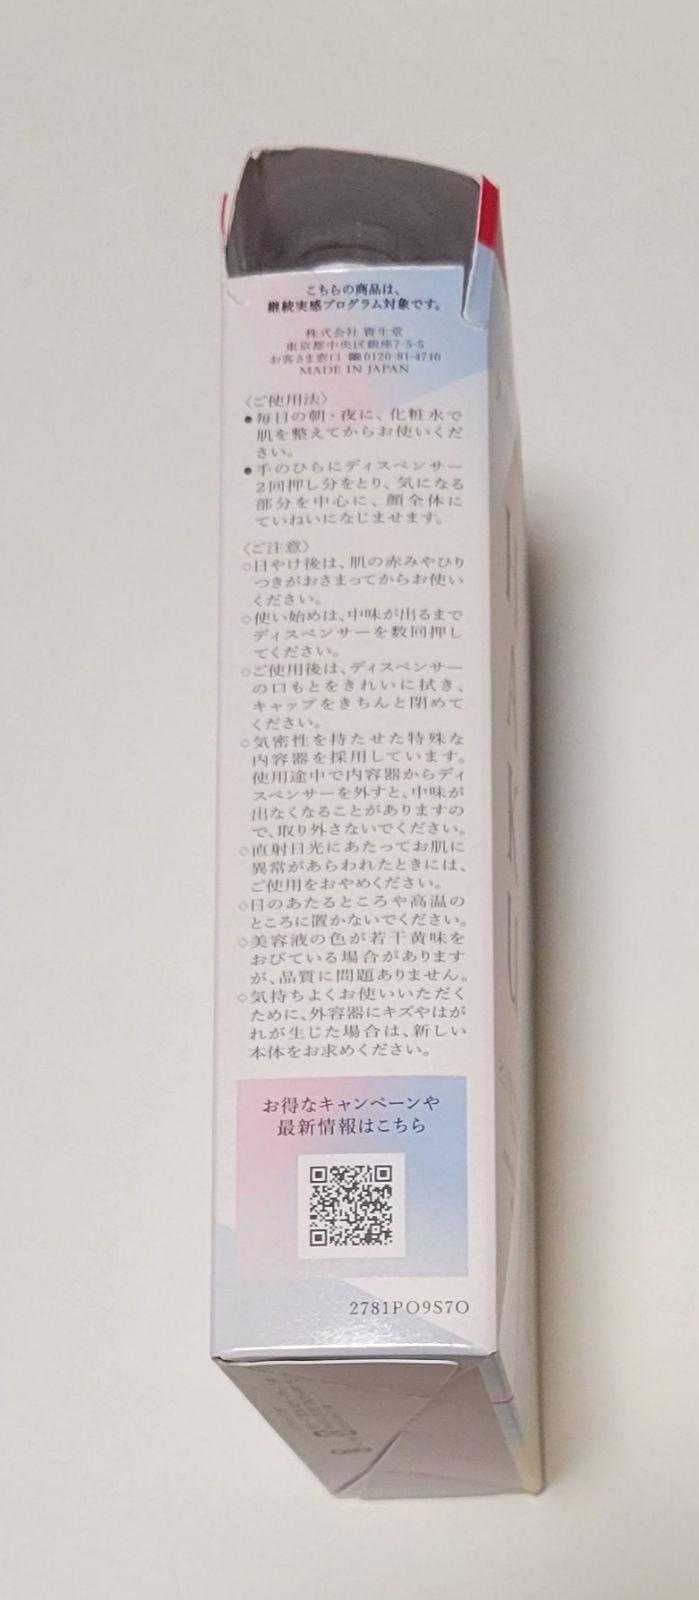 こちらの商品は、
継続実感プログラム対象です。
株式会社 資生堂
東京都中央区銀座7-5-5
お客さま窓口 0120-81-4710
MADE IN JAPAN
〈ご使用法〉
●毎日の朝・夜に、化粧水で
肌を整えてからお使いくだ
さい。
●手のひらにディスペンサー
2回押し分をとり、気になる
部分を中心に、顔全体に
ていねいになじませます。
〈ご注意〉
○日やけ後は、肌の赤みやひり
つきがおさまってからお使い
ください。
○使い始めは、中味が出るまで
ディスペンサーを数回押し
てください。
○ご使用後は、ディスペンサー
の口もとをきれいに拭き、
キャップをきちんと閉めて
ください。
○気密性を持たせた特殊な
内容器を採用しています。
使用途中で内容器からディ
スペンサーを外すと、中味が
出なくなることがありますの
で、取り外さないでください。
○直射日光にあたってお肌に
異常があらわれたときには、
ご使用をおやめください。
○日のあたるところや高温の
ところに置かないでください。
○美容液の色が若干黄味を
おびている場合があります
が、品質に問題ありません。
○気持ちよくお使いいただく
ために、外容器にキズやはが
れが生じた場合は、新しい
本体をお求めください。
お得なキャンペーンや
最新情報はこちら
2781PO9S7O
HAKU